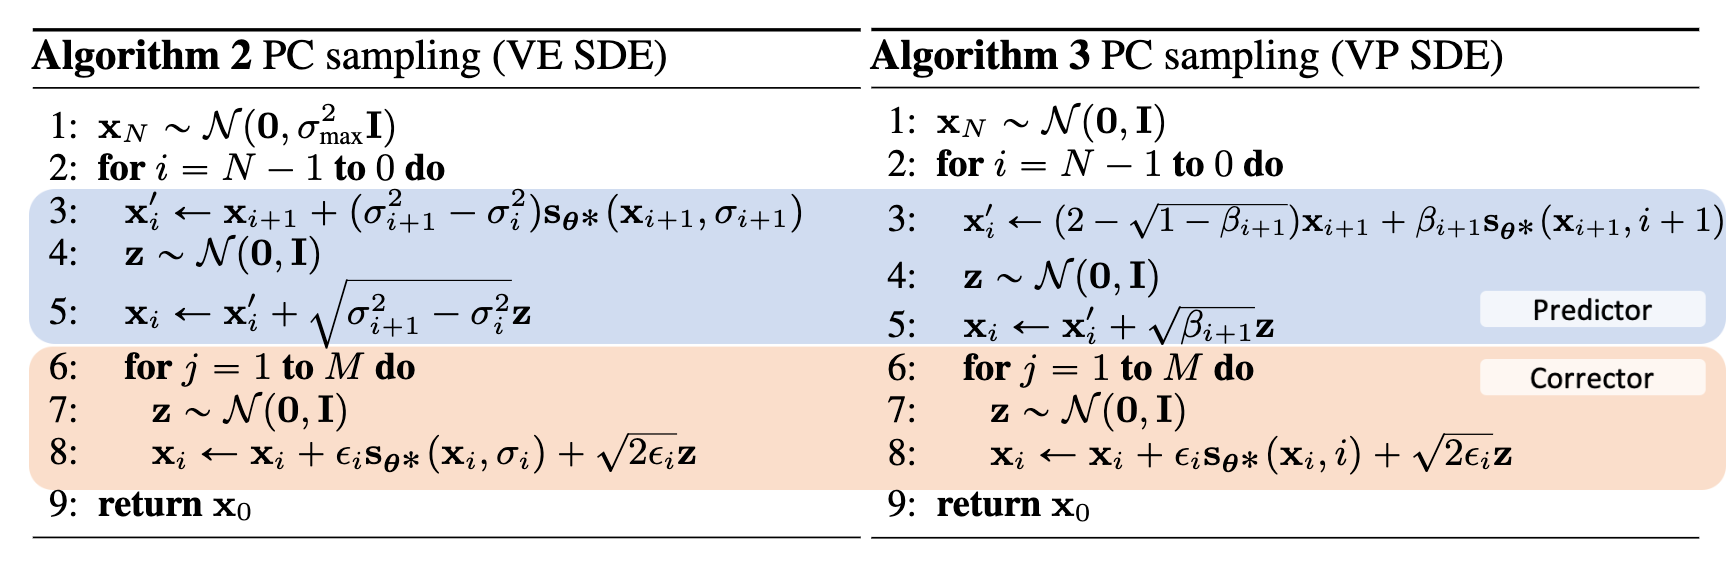 Algorithm 2 PC sampling (VE SDE)
1: $\mathbf{x}_N \sim \mathcal{N}(\mathbf{0}, \sigma_{\max}^2 \mathbf{I})$
2: for $i = N - 1$ to $0$ do
3: $\mathbf{x}'_i \leftarrow \mathbf{x}_{i+1} + (\sigma_{i+1}^2 - \sigma_i^2)\mathbf{s}_{\boldsymbol{\theta}*}(\mathbf{x}_{i+1}, \sigma_{i+1})$
4: $\mathbf{z} \sim \mathcal{N}(\mathbf{0}, \mathbf{I})$
5: $\mathbf{x}_i \leftarrow \mathbf{x}'_i + \sqrt{\sigma_{i+1}^2 - \sigma_i^2}\mathbf{z}$
6: for $j = 1$ to $M$ do
7: $\mathbf{z} \sim \mathcal{N}(\mathbf{0}, \mathbf{I})$
8: $\mathbf{x}_i \leftarrow \mathbf{x}_i + \epsilon_i \mathbf{s}_{\boldsymbol{\theta}*}(\mathbf{x}_i, \sigma_i) + \sqrt{2\epsilon_i}\mathbf{z}$
9: return $\mathbf{x}_0$
Algorithm 3 PC sampling (VP SDE)
1: $\mathbf{x}_N \sim \mathcal{N}(\mathbf{0}, \mathbf{I})$
2: for $i = N - 1$ to $0$ do
3: $\mathbf{x}'_i \leftarrow (2 - \sqrt{1 - \beta_{i+1}})\mathbf{x}_{i+1} + \beta_{i+1}\mathbf{s}_{\boldsymbol{\theta}*}(\mathbf{x}_{i+1}, i + 1)$
4: $\mathbf{z} \sim \mathcal{N}(\mathbf{0}, \mathbf{I})$
5: $\mathbf{x}_i \leftarrow \mathbf{x}'_i + \sqrt{\beta_{i+1}}\mathbf{z}$
Predictor
6: for $j = 1$ to $M$ do
Corrector
7: $\mathbf{z} \sim \mathcal{N}(\mathbf{0}, \mathbf{I})$
8: $\mathbf{x}_i \leftarrow \mathbf{x}_i + \epsilon_i \mathbf{s}_{\boldsymbol{\theta}*}(\mathbf{x}_i, i) + \sqrt{2\epsilon_i}\mathbf{z}$
9: return $\mathbf{x}_0$